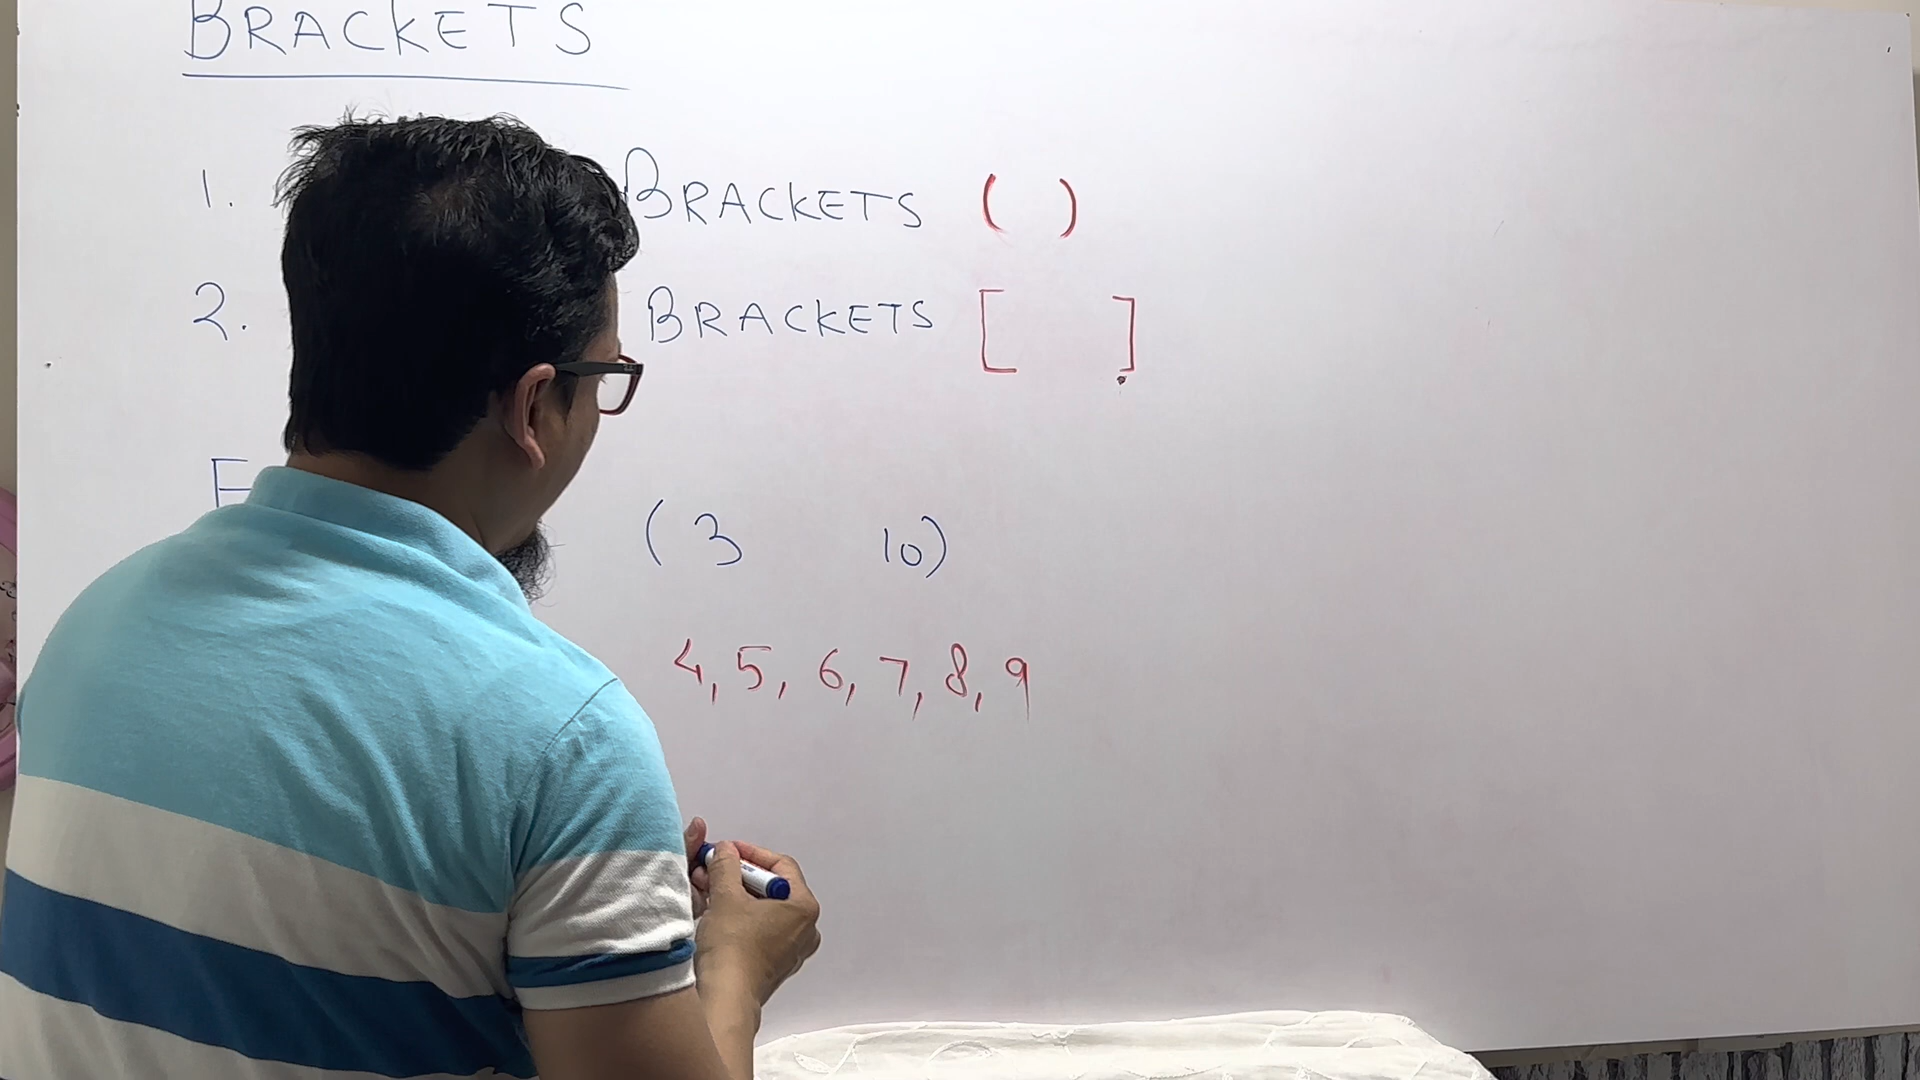 BRACKETS
1. BRACKETS ( )
2. BRACKETS [ ]
( 3 10)
4, 5, 6, 7, 8, 9